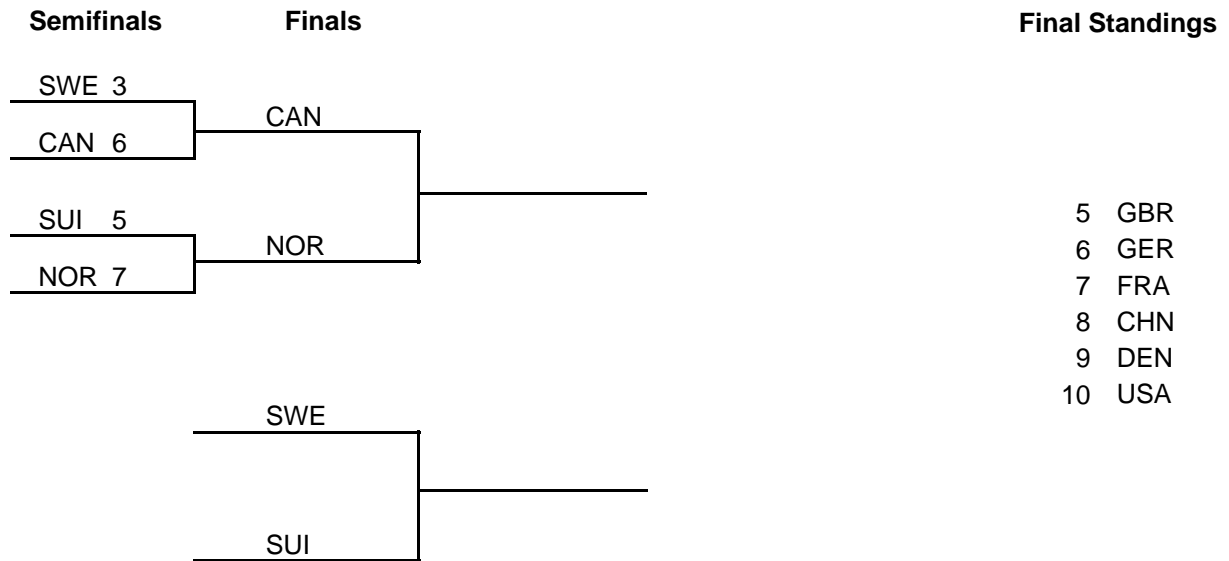 Semifinals Finals Final Standings
SWE 3
CAN
CAN 6
SUI 5
5 GBR
NOR
6 GER
NOR 7
7 FRA
8 CHN
9 DEN
10 USA
SWE
SUI